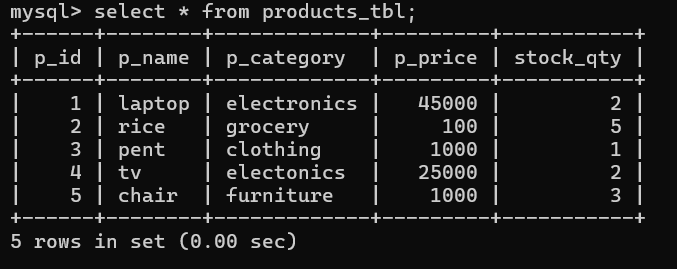 mysql> select * from products_tbl;
+------+--------+-------------+---------+-----------+
| p_id | p_name | p_category  | p_price | stock_qty |
+------+--------+-------------+---------+-----------+
|    1 | laptop | electronics |   45000 |         2 |
|    2 | rice   | grocery     |     100 |         5 |
|    3 | pent   | clothing    |    1000 |         1 |
|    4 | tv     | electonics  |   25000 |         2 |
|    5 | chair  | furniture   |    1000 |         3 |
+------+--------+-------------+---------+-----------+
5 rows in set (0.00 sec)